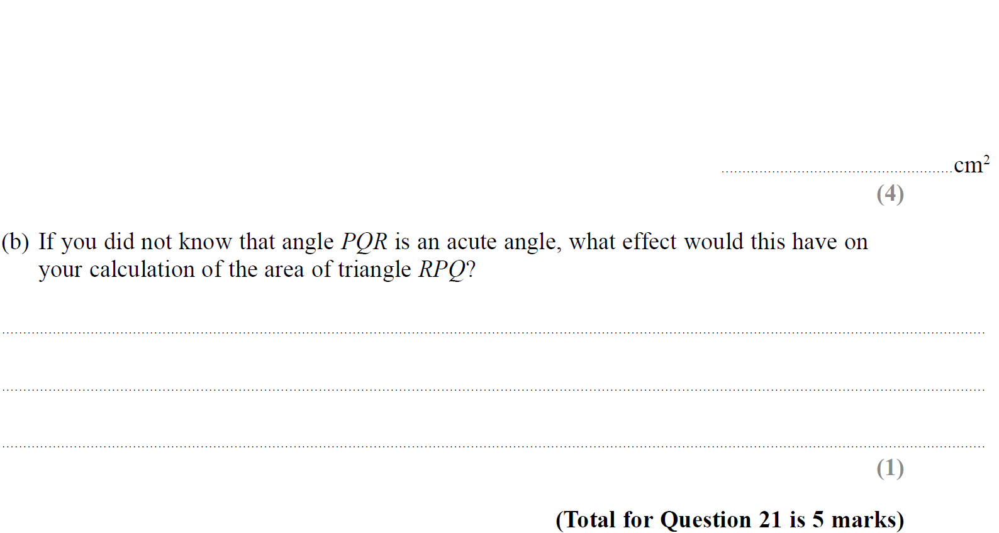 cm²
(4)
(b) If you did not know that angle PQR is an acute angle, what effect would this have on
your calculation of the area of triangle RPQ?
(1)
(Total for Question 21 is 5 marks)